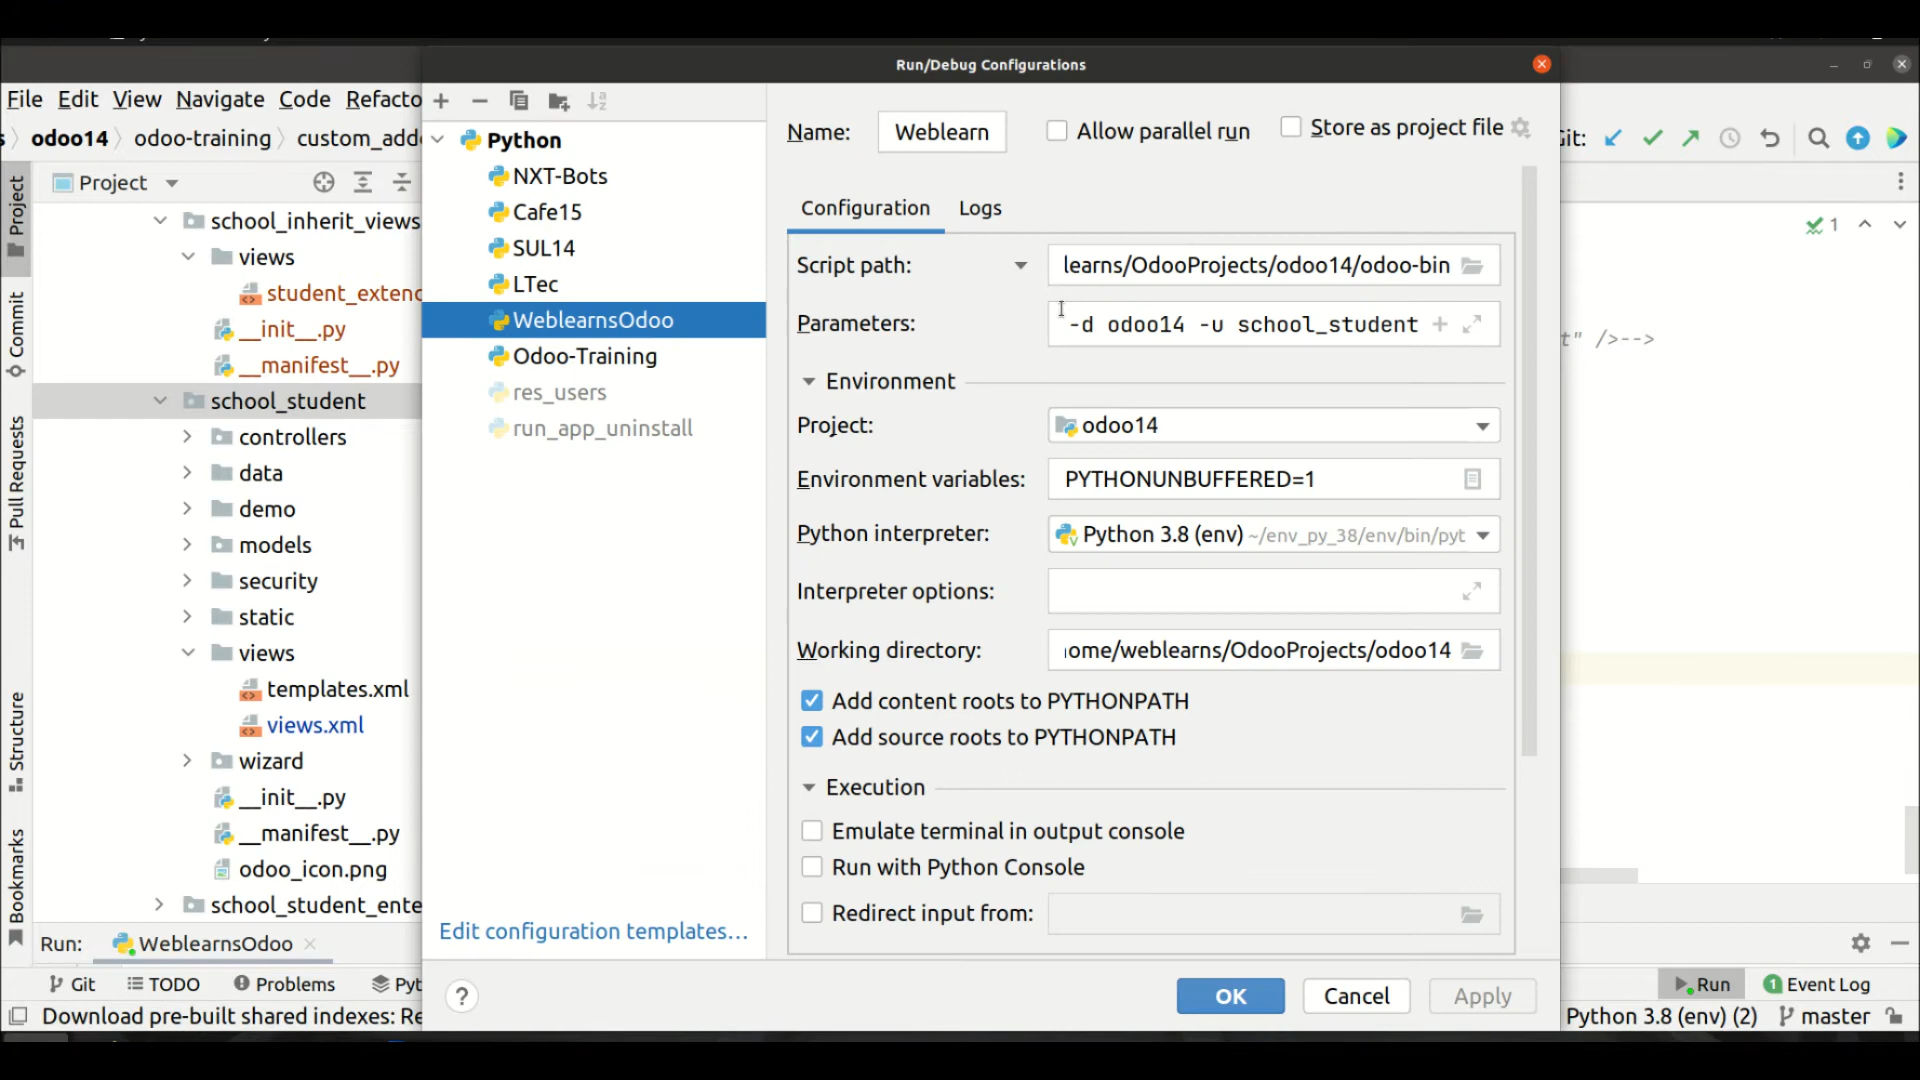 Run/Debug Configurations
File Edit View Navigate Code Refacto
odoo14 odoo-training custom_add
Git:
Project
school_inherit_views
views
student_extend
__init__.py
__manifest__.py
school_student
controllers
data
demo
models
security
static
views
templates.xml
views.xml
wizard
__init__.py
__manifest__.py
odoo_icon.png
school_student_ente
Project
Commit
Pull Requests
Structure
Bookmarks
Python
NXT-Bots
Cafe15
SUL14
LTec
WeblearnsOdoo
Odoo-Training
res_users
run_app_uninstall
Edit configuration templates...
?
Name: Weblearn Allow parallel run Store as project file
Configuration Logs
Script path: learns/OdooProjects/odoo14/odoo-bin
Parameters: -d odoo14 -u school_student
Environment
Project: odoo14
Environment variables: PYTHONUNBUFFERED=1
Python interpreter: Python 3.8 (env) ~/env_py_38/env/bin/pyt
Interpreter options:
Working directory: ome/weblearns/OdooProjects/odoo14
Add content roots to PYTHONPATH
Add source roots to PYTHONPATH
Execution
Emulate terminal in output console
Run with Python Console
Redirect input from:
OK Cancel Apply
1
t" />-->
Run: WeblearnsOdoo
Git TODO Problems Pyt
Run 1 Event Log
Download pre-built shared indexes: Re
Python 3.8 (env) (2) master